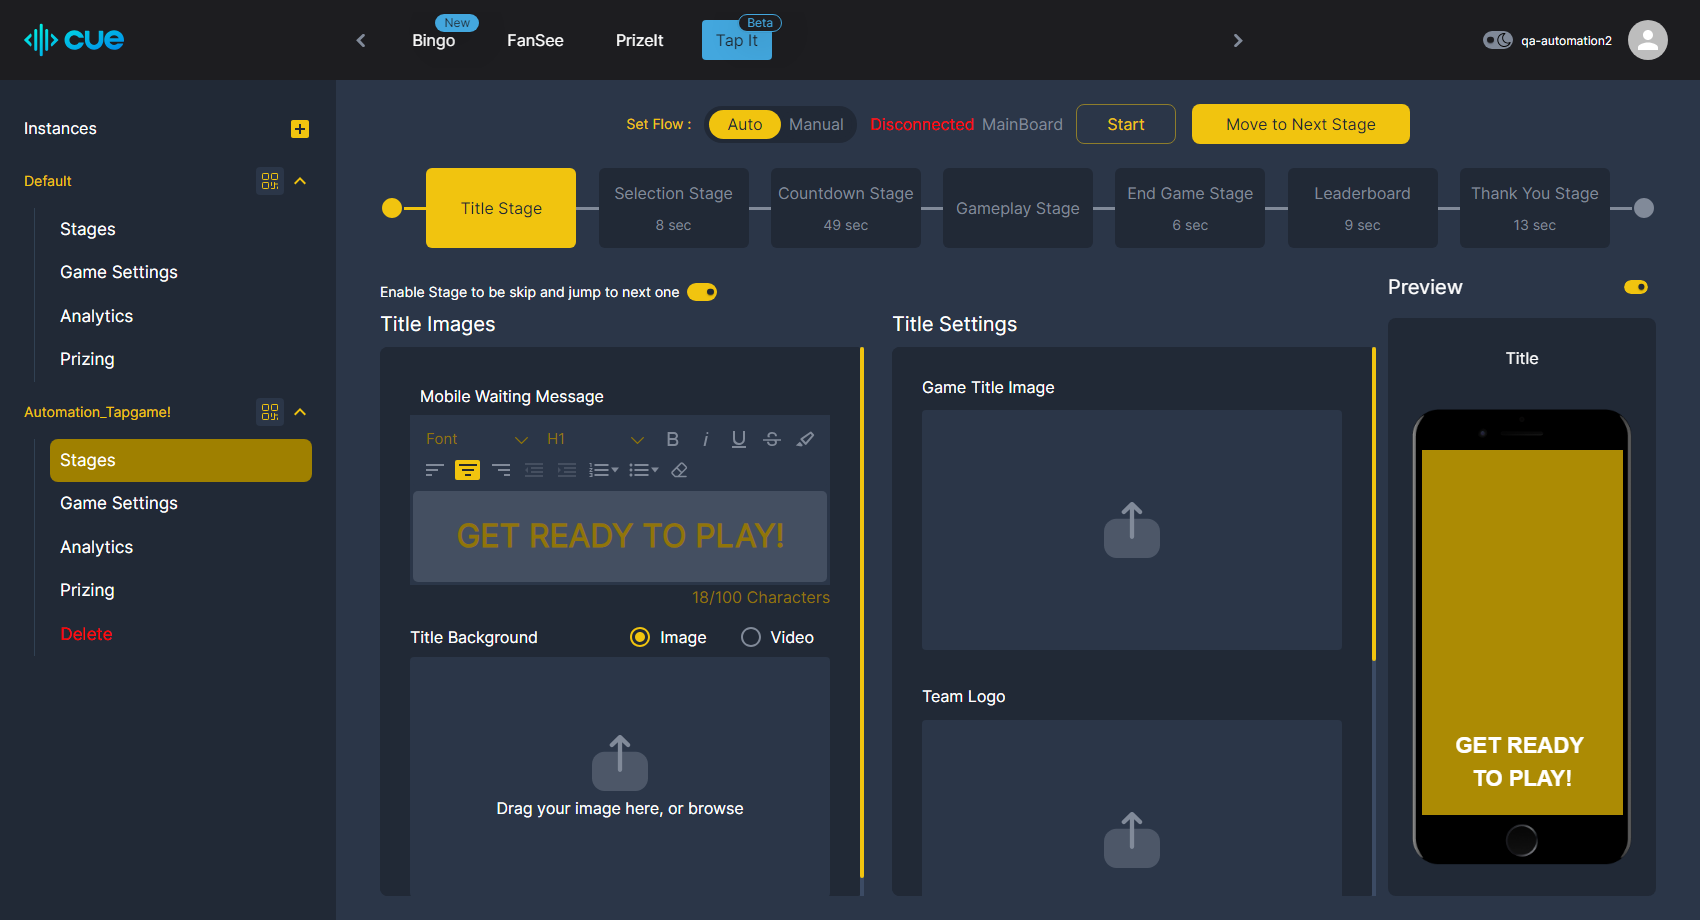 cue
New
Bingo
FanSee
PrizeIt
Beta
Tap It
qa-automation2
Instances
Default
Stages
Game Settings
Analytics
Prizing
Automation_Tapgame!
Stages
Game Settings
Analytics
Prizing
Delete
Set Flow :
Auto
Manual
Disconnected MainBoard
Start
Move to Next Stage
Title Stage
Selection Stage
8 sec
Countdown Stage
49 sec
Gameplay Stage
End Game Stage
6 sec
Leaderboard
9 sec
Thank You Stage
13 sec
Enable Stage to be skip and jump to next one
Title Images
Mobile Waiting Message
Font
H1
B
i
U
S
GET READY TO PLAY!
18/100 Characters
Title Background
Image
Video
Drag your image here, or browse
Title Settings
Game Title Image
Team Logo
Preview
Title
GET READY
TO PLAY!